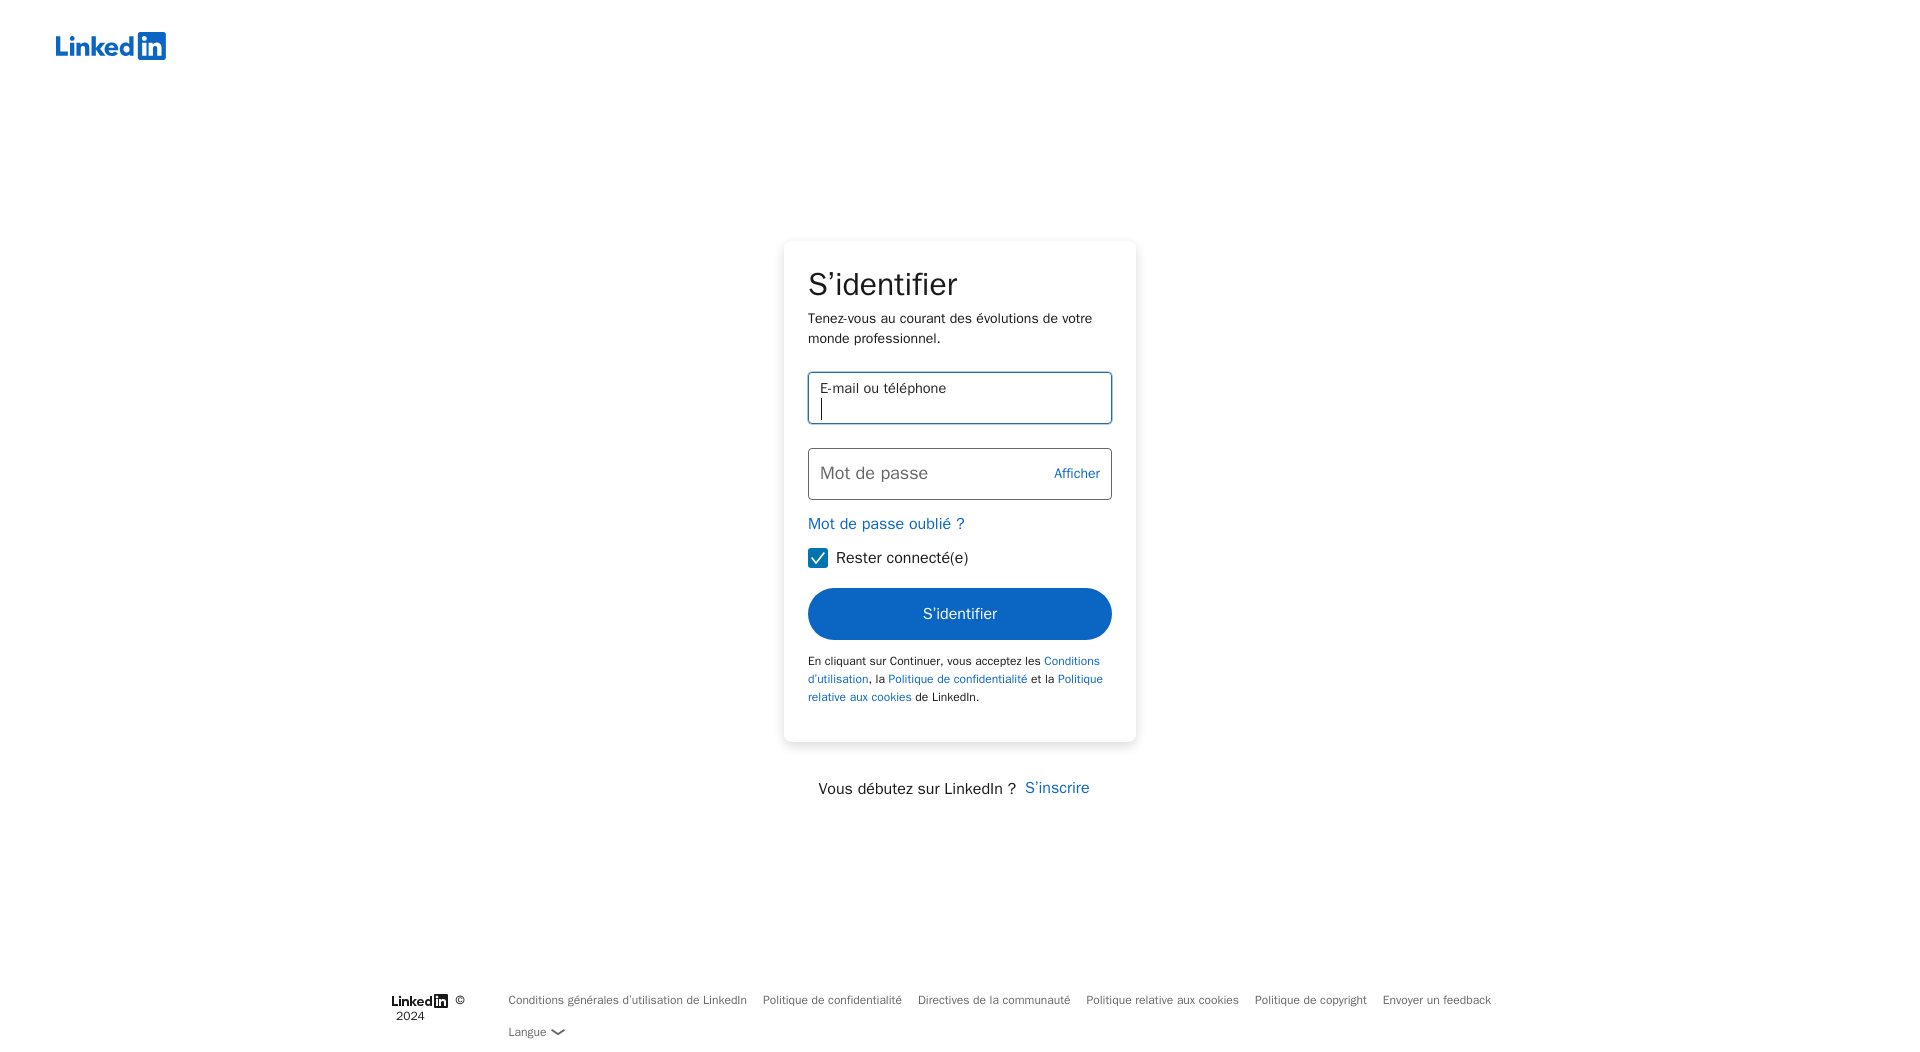 Linkedin
S'identifier
Tenez-vous au courant des évolutions de votre
monde professionnel.
E-mail ou téléphone
Mot de passe
Afficher
Mot de passe oublié ?
Rester connecté(e)
S'identifier
En cliquant sur Continuer, vous acceptez les Conditions
d'utilisation, la Politique de confidentialité et la Politique
relative aux cookies de LinkedIn.
Vous débutez sur LinkedIn ? S'inscrire
Linkedin © 
2024
Conditions générales d'utilisation de LinkedIn Politique de confidentialité Directives de la communauté Politique relative aux cookies Politique de copyright Envoyer un feedback
Langue